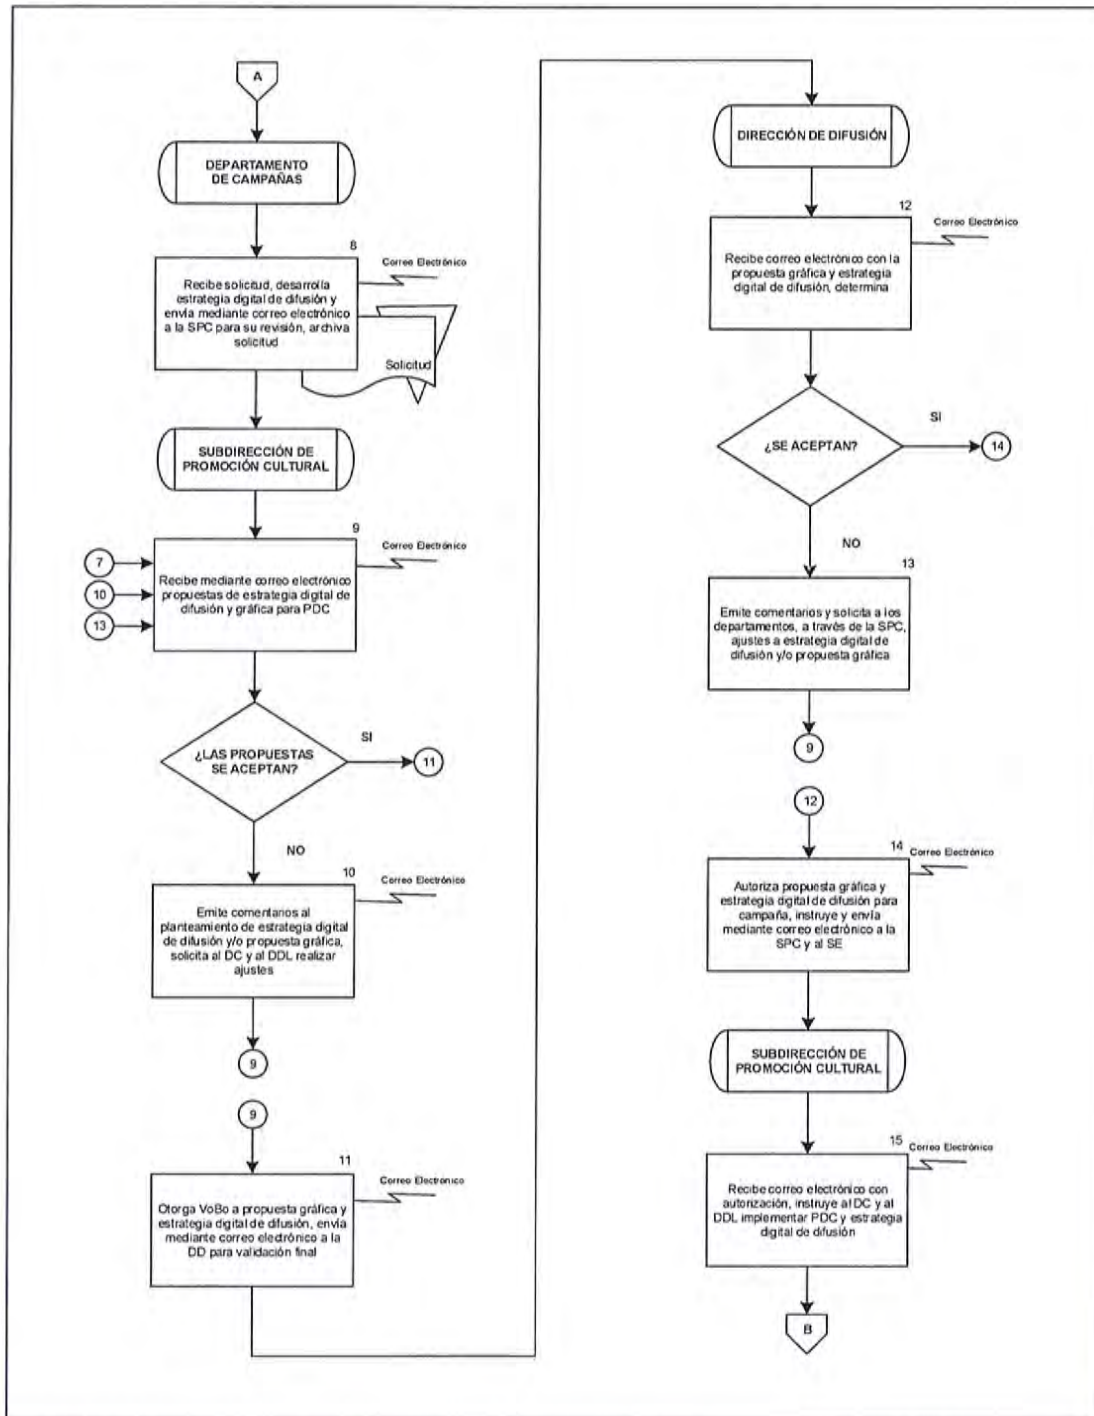 A
DEPARTAMENTO
DE CAMPAÑAS
8
Correo Electrónico
Recibe solicitud, desarrolla
estrategia digital de difusión y
envía mediante correo electrónico
a la SPC para su revisión, archiva
solicitud
Solicitud
SUBDIRECCIÓN DE
PROMOCIÓN CULTURAL
9
Correo Electrónico
7
10
13
Recibe mediante correo electrónico
propuestas de estrategia digital de
difusión y gráfica para PDC
¿LAS PROPUESTAS
SE ACEPTAN?
SI
11
NO
10
Correo Electrónico
Emite comentarios al
planteamiento de estrategia digital
de difusión y/o propuesta gráfica,
solicita al DC y al DDL realizar
ajustes
9
9
11
Correo Electrónico
Otorga VoBo a propuesta gráfica y
estrategia digital de difusión, envía
mediante correo electrónico a la
DD para validación final
DIRECCIÓN DE DIFUSIÓN
12
Correo Electrónico
Recibe correo electrónico con la
propuesta gráfica y estrategia
digital de difusión, determina
¿SE ACEPTAN?
SI
14
NO
13
Emite comentarios y solicita a los
departamentos, a través de la SPC,
ajustes a estrategia digital de
difusión y/o propuesta gráfica
9
12
14
Correo Electrónico
Autoriza propuesta gráfica y
estrategia digital de difusión para
campaña, instruye y envía
mediante correo electrónico a la
SPC y al SE
SUBDIRECCIÓN DE
PROMOCIÓN CULTURAL
15
Correo Electrónico
Recibe correo electrónico con
autorización, instruye al DC y al
DDL implementar PDC y estrategia
digital de difusión
B